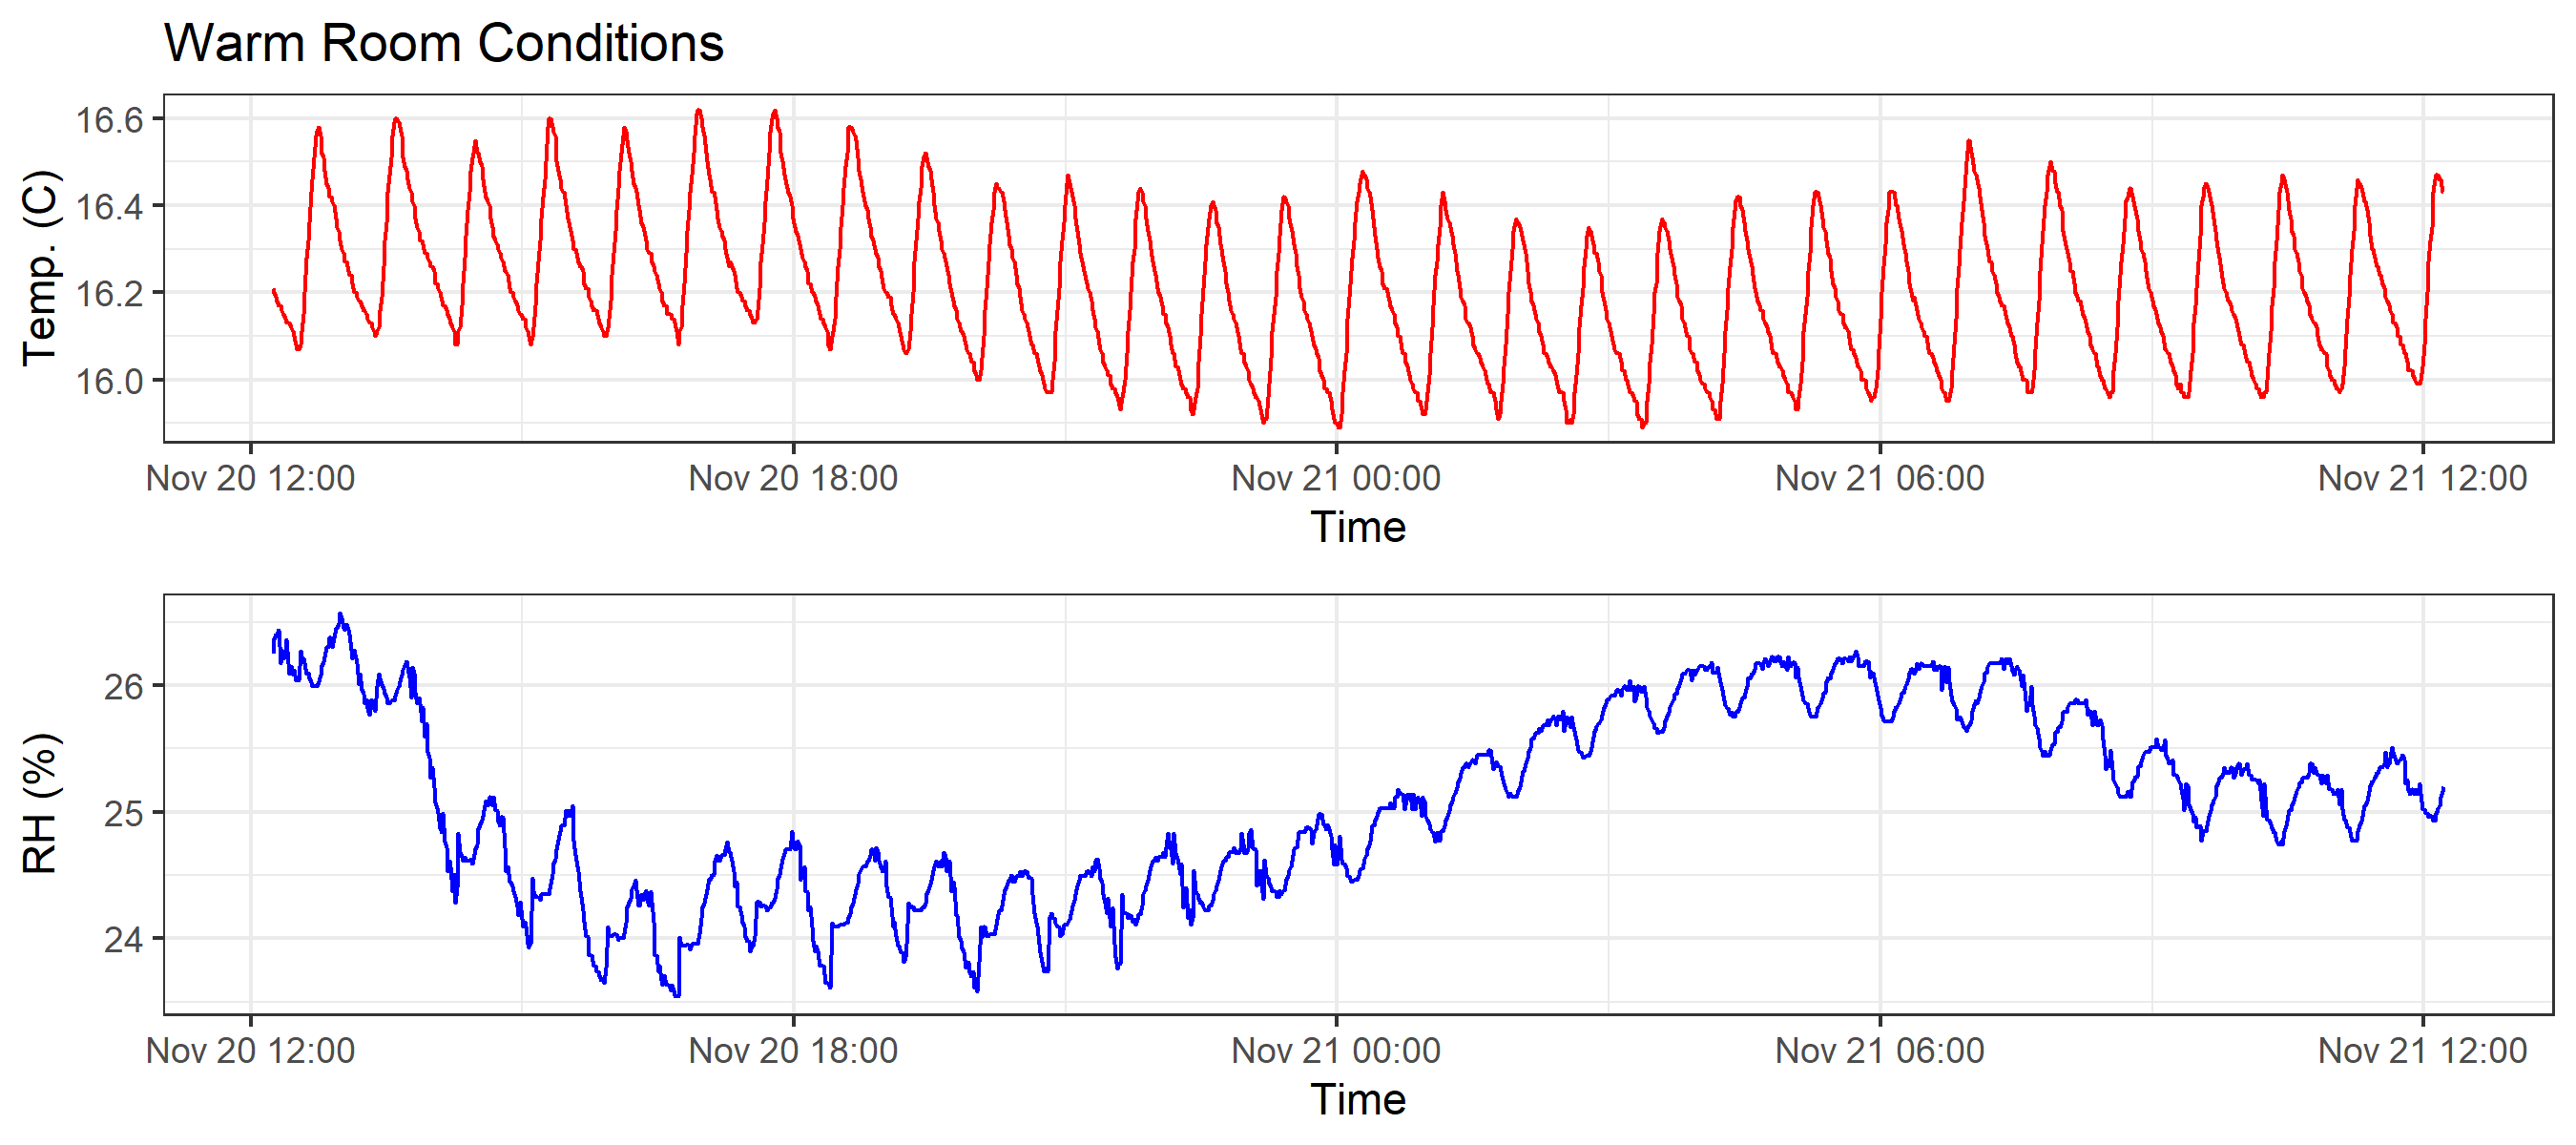 Warm Room Conditions
Temp. (C)
16.6
16.4
16.2
16.0
Nov 20 12:00 Nov 20 18:00 Nov 21 00:00 Nov 21 06:00 Nov 21 12:00
Time
RH (%)
26
25
24
Nov 20 12:00 Nov 20 18:00 Nov 21 00:00 Nov 21 06:00 Nov 21 12:00
Time